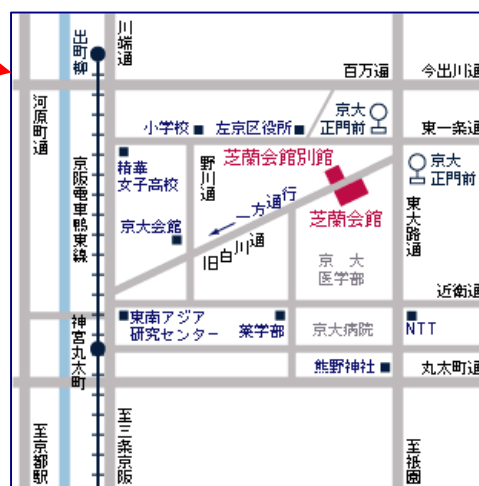 出町柳
川端通
百万遍
今出川通
河原町通
小学校
左京区役所
京大
正門前
東一条通
精華
女子高校
野川通
芝蘭会館別館
京大
正門前
京阪電車鴨東線
京大会館
一方通行
芝蘭会館
東大路通
旧白川通
京大
医学部
近衛通
東南アジア
研究センター
薬学部
京大病院
NTT
神宮丸太町
熊野神社
丸太町通
至京都駅
至三条京阪
至祇園